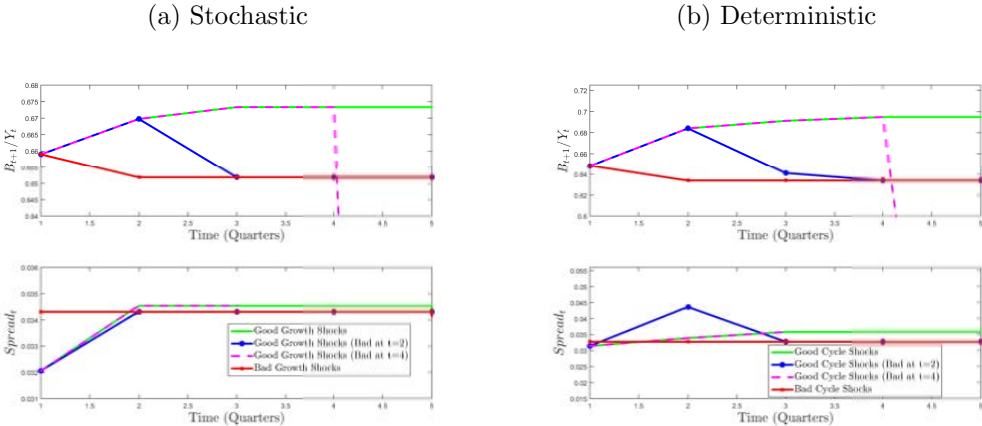 (a) Stochastic
(b) Deterministic
0.68
0.675
0.67
0.665
0.66
0.655
0.65
0.645
0.64
B_{t+1}/Y_t
1 1.5 2 2.5 3 3.5 4 4.5 5
Time (Quarters)
0.72
0.7
0.68
0.66
0.64
0.62
0.6
B_{t+1}/Y_t
1 1.5 2 2.5 3 3.5 4 4.5 5
Time (Quarters)
0.036
0.035
0.034
0.033
0.032
0.031
Spread_t
Good Growth Shocks
Good Growth Shocks (Bad at t=2)
Good Growth Shocks (Bad at t=4)
Bad Growth Shocks
1 1.5 2 2.5 3 3.5 4 4.5 5
Time (Quarters)
0.055
0.05
0.045
0.04
0.035
0.03
0.025
0.02
0.015
Spread_t
Good Cycle Shocks
Good Cycle Shocks (Bad at t=2)
Good Cycle Shocks (Bad at t=4)
Bad Cycle Shocks
1 1.5 2 2.5 3 3.5 4 4.5 5
Time (Quarters)